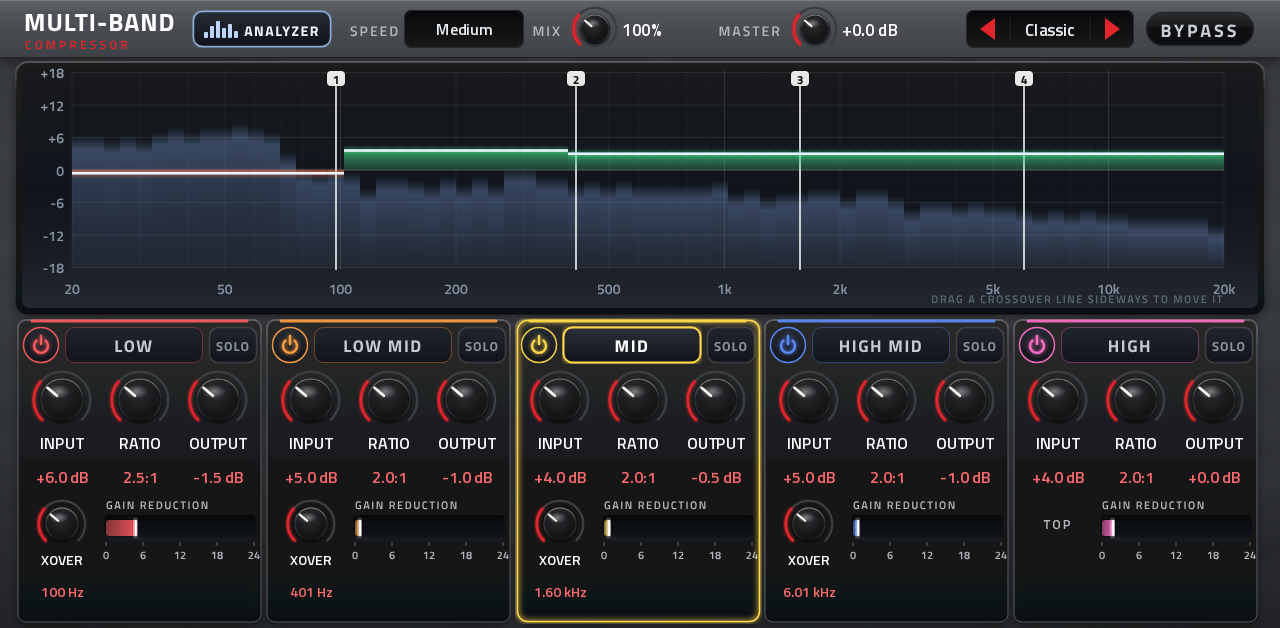 MULTI-BAND
COMPRESSOR
ANALYZER
SPEED Medium
MIX 100%
MASTER +0.0 dB
Classic
BYPASS
+18
+12
+6
0
-6
-12
-18
1 2 3 4
20 50 100 200 500 1k 2k 5k 10k 20k
DRAG A CROSSOVER LINE SIDEWAYS TO MOVE IT
LOW SOLO
INPUT RATIO OUTPUT
+6.0 dB 2.5:1 -1.5 dB
GAIN REDUCTION
0 6 12 18 24
XOVER
100 Hz
LOW MID SOLO
INPUT RATIO OUTPUT
+5.0 dB 2.0:1 -1.0 dB
GAIN REDUCTION
0 6 12 18 24
XOVER
401 Hz
MID SOLO
INPUT RATIO OUTPUT
+4.0 dB 2.0:1 -0.5 dB
GAIN REDUCTION
0 6 12 18 24
XOVER
1.60 kHz
HIGH MID SOLO
INPUT RATIO OUTPUT
+5.0 dB 2.0:1 -1.0 dB
GAIN REDUCTION
0 6 12 18 24
XOVER
6.01 kHz
HIGH SOLO
INPUT RATIO OUTPUT
+4.0 dB 2.0:1 +0.0 dB
GAIN REDUCTION
TOP
0 6 12 18 24